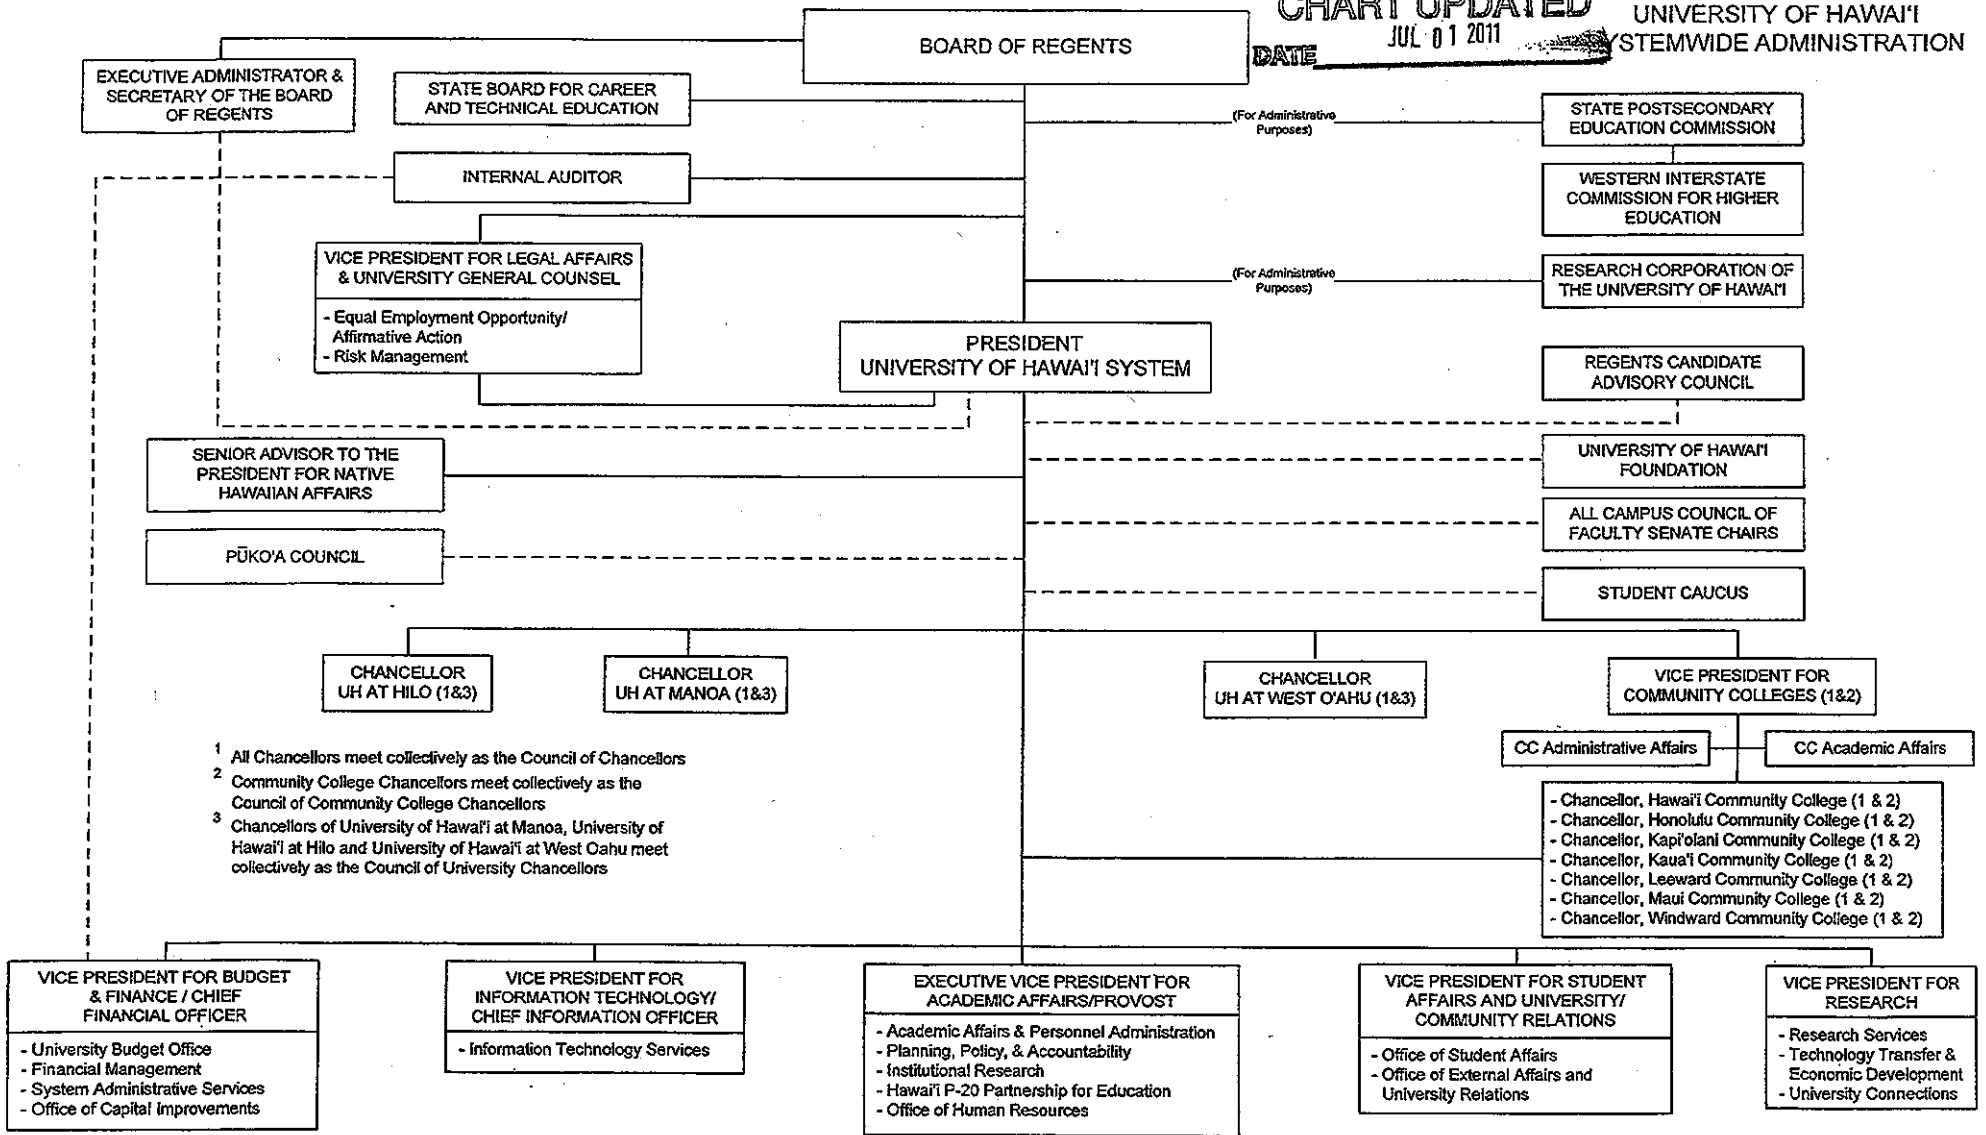 CHART UPDATED
JUL 01 2011
DATE
UNIVERSITY OF HAWAI'I
SYSTEMWIDE ADMINISTRATION
BOARD OF REGENTS
EXECUTIVE ADMINISTRATOR &
SECRETARY OF THE BOARD
OF REGENTS
STATE BOARD FOR CAREER
AND TECHNICAL EDUCATION
(For Administrative
Purposes)
STATE POSTSECONDARY
EDUCATION COMMISSION
INTERNAL AUDITOR
WESTERN INTERSTATE
COMMISSION FOR HIGHER
EDUCATION
VICE PRESIDENT FOR LEGAL AFFAIRS
& UNIVERSITY GENERAL COUNSEL
- Equal Employment Opportunity/
Affirmative Action
- Risk Management
(For Administrative
Purposes)
RESEARCH CORPORATION OF
THE UNIVERSITY OF HAWAI'I
PRESIDENT
UNIVERSITY OF HAWAI'I SYSTEM
REGENTS CANDIDATE
ADVISORY COUNCIL
SENIOR ADVISOR TO THE
PRESIDENT FOR NATIVE
HAWAIIAN AFFAIRS
UNIVERSITY OF HAWAI'I
FOUNDATION
ALL CAMPUS COUNCIL OF
FACULTY SENATE CHAIRS
PŪKO'A COUNCIL
STUDENT CAUCUS
CHANCELLOR
UH AT HILO (1&3)
CHANCELLOR
UH AT MANOA (1&3)
CHANCELLOR
UH AT WEST O'AHU (1&3)
VICE PRESIDENT FOR
COMMUNITY COLLEGES (1&2)
CC Administrative Affairs
CC Academic Affairs
1 All Chancellors meet collectively as the Council of Chancellors
2 Community College Chancellors meet collectively as the
Council of Community College Chancellors
3 Chancellors of University of Hawai'i at Manoa, University of
Hawai'i at Hilo and University of Hawai'i at West Oahu meet
collectively as the Council of University Chancellors
- Chancellor, Hawai'i Community College (1 & 2)
- Chancellor, Honolulu Community College (1 & 2)
- Chancellor, Kapi'olani Community College (1 & 2)
- Chancellor, Kaua'i Community College (1 & 2)
- Chancellor, Leeward Community College (1 & 2)
- Chancellor, Maui Community College (1 & 2)
- Chancellor, Windward Community College (1 & 2)
VICE PRESIDENT FOR BUDGET
& FINANCE / CHIEF
FINANCIAL OFFICER
- University Budget Office
- Financial Management
- System Administrative Services
- Office of Capital Improvements
VICE PRESIDENT FOR
INFORMATION TECHNOLOGY/
CHIEF INFORMATION OFFICER
- Information Technology Services
EXECUTIVE VICE PRESIDENT FOR
ACADEMIC AFFAIRS/PROVOST
- Academic Affairs & Personnel Administration
- Planning, Policy, & Accountability
- Institutional Research
- Hawai'i P-20 Partnership for Education
- Office of Human Resources
VICE PRESIDENT FOR STUDENT
AFFAIRS AND UNIVERSITY/
COMMUNITY RELATIONS
- Office of Student Affairs
- Office of External Affairs and
University Relations
VICE PRESIDENT FOR
RESEARCH
- Research Services
- Technology Transfer &
Economic Development
- University Connections